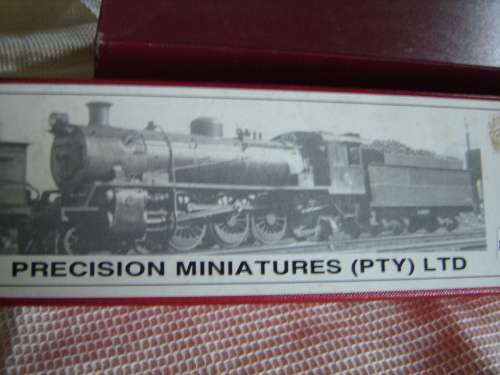 PRECISION MINIATURES (PTY) LTD